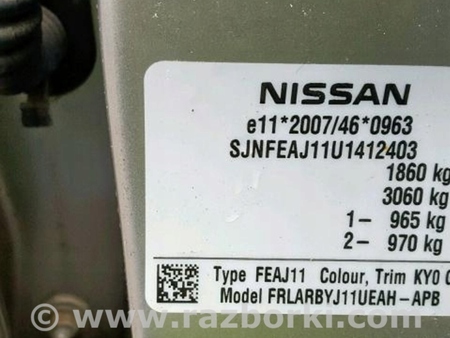 NISSAN
e11*2007/46*0963
SJNFEAJ11U1412403
1860 kg
3060 kg
1- 965 kg
2- 970 kg
Type FEAJ11 Colour, Trim KY0
Model FRLARBYJ11UEAH-APB
© www.razborki.com